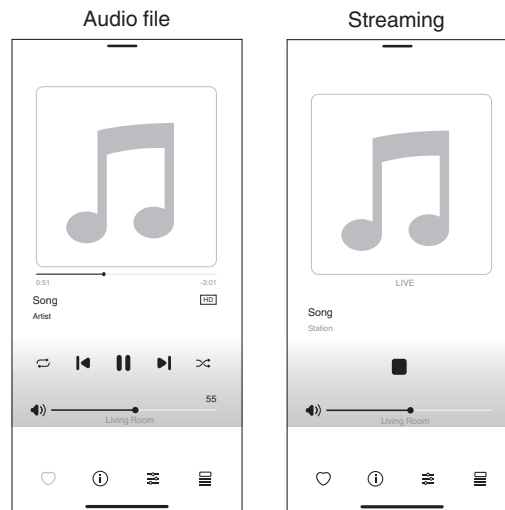 Audio file
0:51 -3:01
Song HD
Artist
55
Living Room
Streaming
LIVE
Song
Station
Living Room